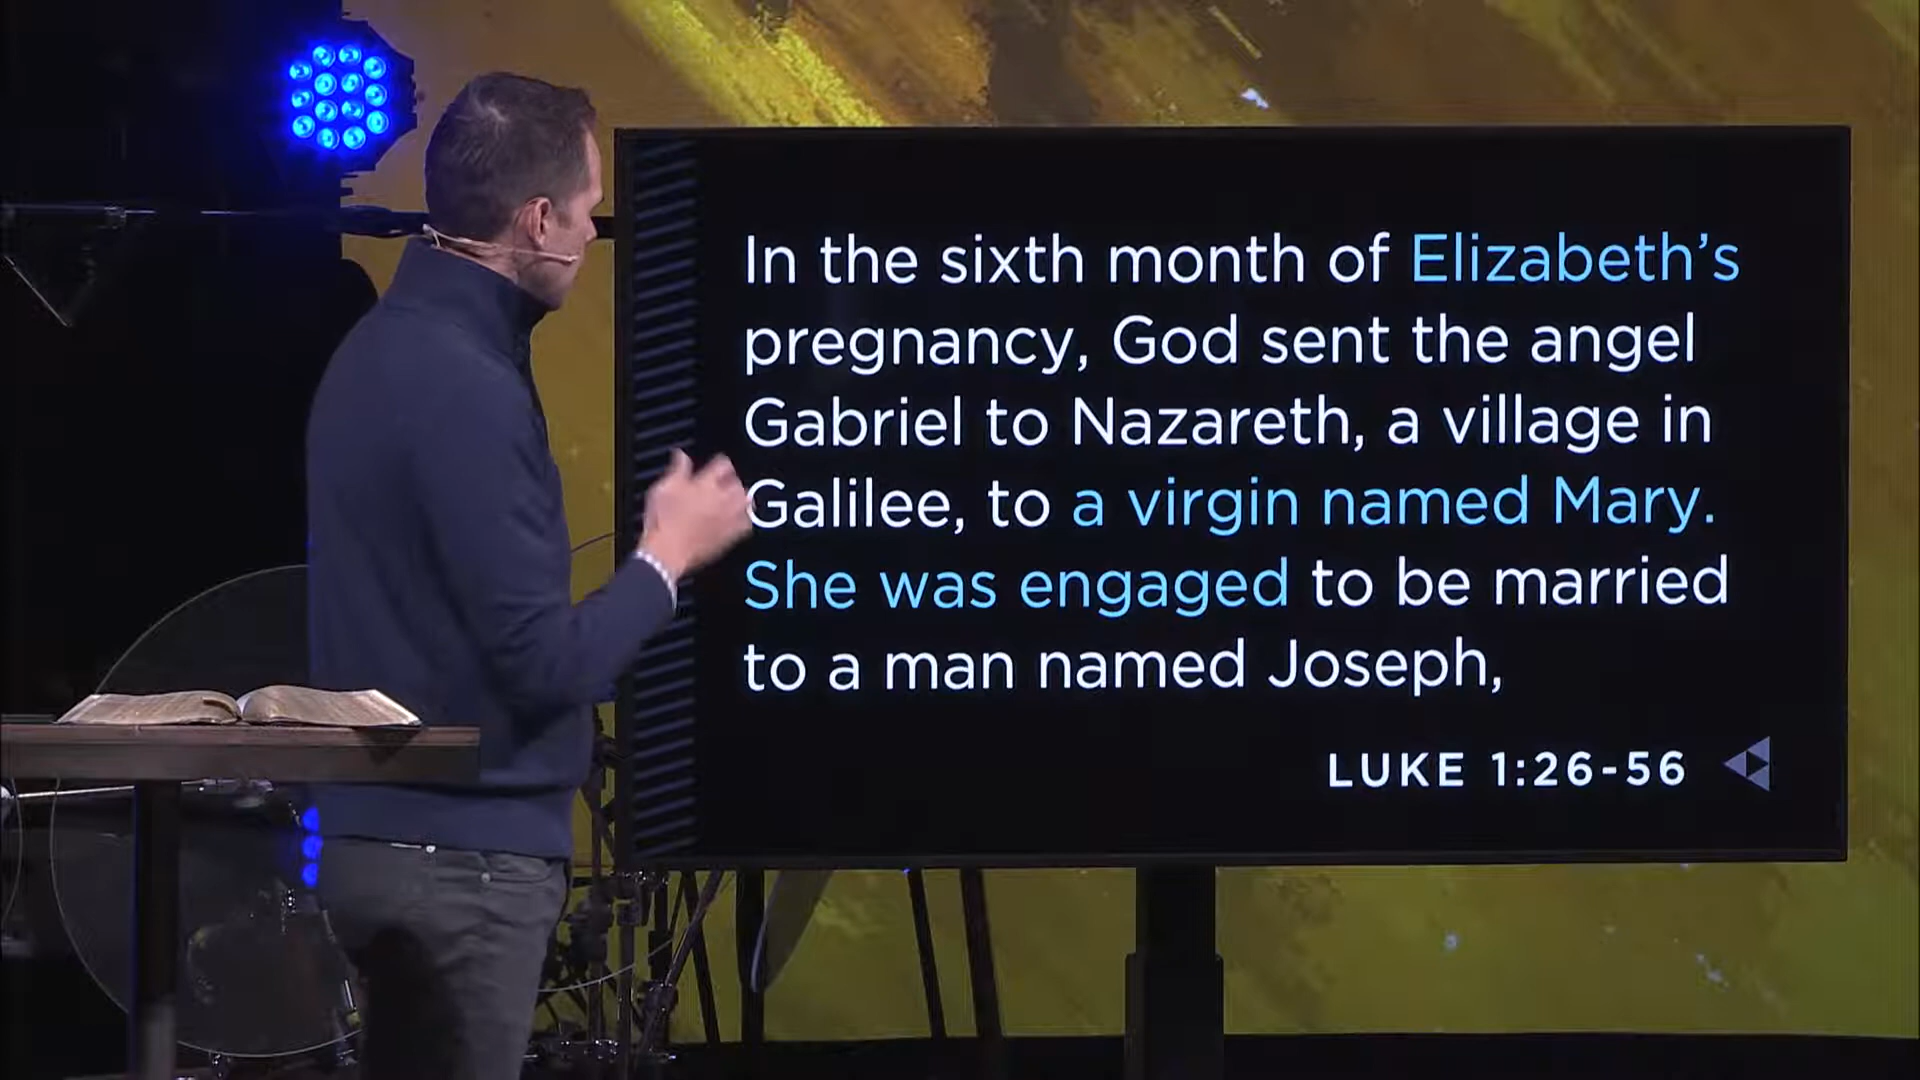 In the sixth month of Elizabeth’s
pregnancy, God sent the angel
Gabriel to Nazareth, a village in
Galilee, to a virgin named Mary.
She was engaged to be married
to a man named Joseph,
LUKE 1:26-56